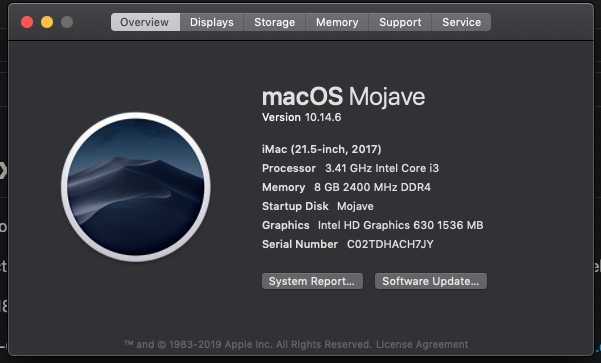 Overview Displays Storage Memory Support Service
macOS Mojave
Version 10.14.6
iMac (21.5-inch, 2017)
Processor 3.41 GHz Intel Core i3
Memory 8 GB 2400 MHz DDR4
Startup Disk Mojave
Graphics Intel HD Graphics 630 1536 MB
Serial Number C02TDHACH7JY
System Report... Software Update...
™ and © 1983-2019 Apple Inc. All Rights Reserved. License Agreement